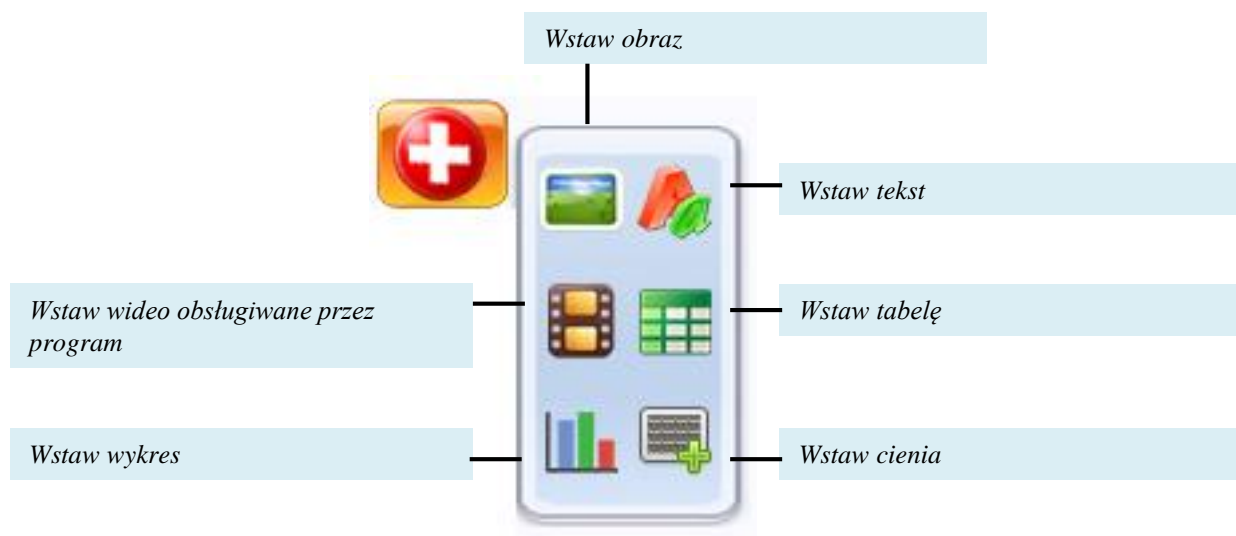 Wstaw obraz
Wstaw tekst
Wstaw wideo obsługiwane przez
program
Wstaw tabelę
Wstaw wykres
Wstaw cienia